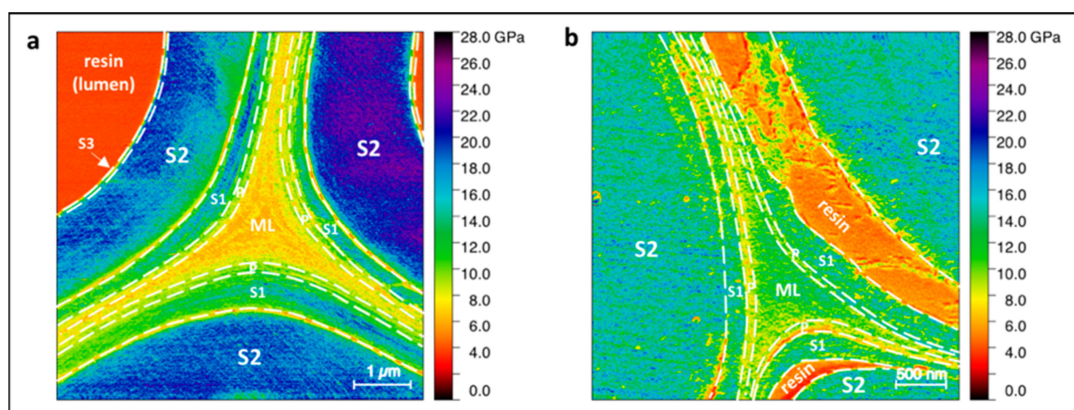 a
resin
(lumen)
S3
S2
S2
S1
P
P
S1
ML
P
S1
S2
1 µm
28.0 GPa
26.0
24.0
22.0
20.0
18.0
16.0
14.0
12.0
10.0
8.0
6.0
4.0
2.0
0.0
b
S2
resin
S2
P
S1
S1
P
ML
P
S1
resin
S2
500 nm
28.0 GPa
26.0
24.0
22.0
20.0
18.0
16.0
14.0
12.0
10.0
8.0
6.0
4.0
2.0
0.0